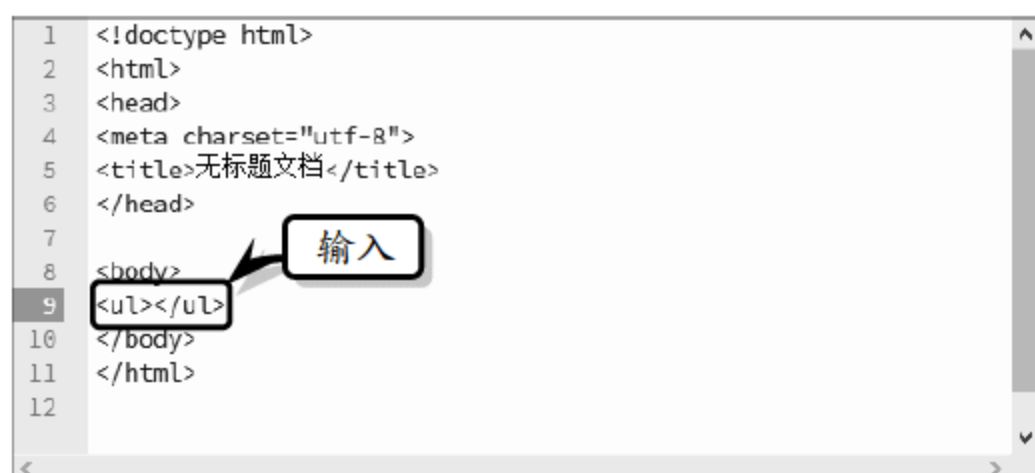 1 <!doctype html>
2 <html>
3 <head>
4 <meta charset="utf-8">
5 <title>无标题文档</title>
6 </head>
7
输入
8 <body>
9 <ul></ul>
10 </body>
11 </html>
12